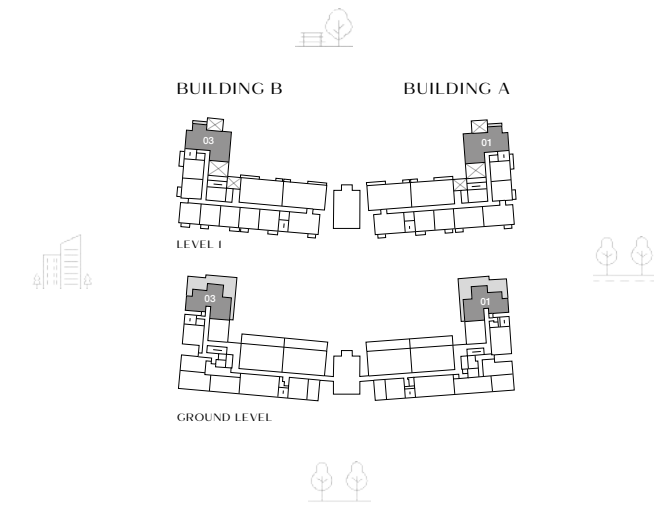 BUILDING B
BUILDING A
03
01
LEVEL 1
03
01
GROUND LEVEL